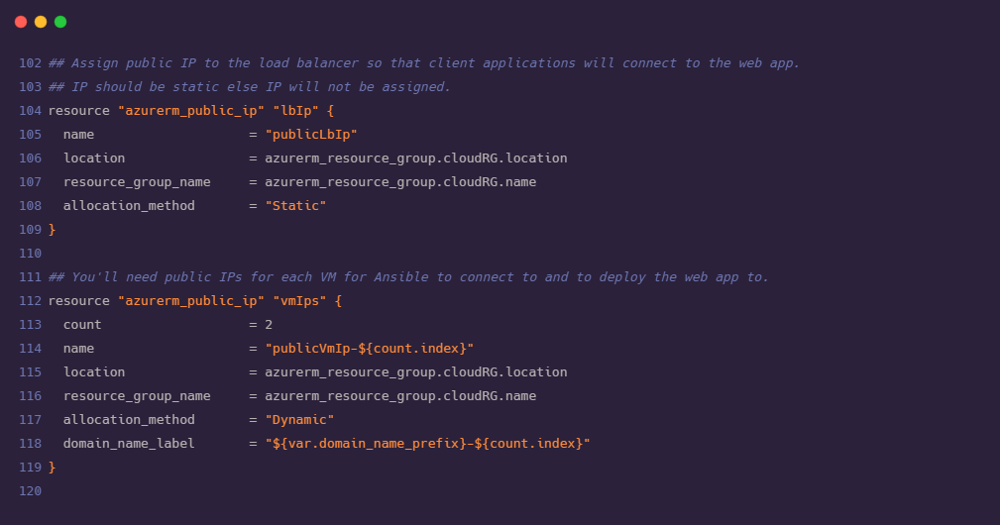 102 ## Assign public IP to the load balancer so that client applications will connect to the web app.
103 ## IP should be static else IP will not be assigned.
104 resource "azurerm_public_ip" "lbIp" {
105   name                    = "publicLbIp"
106   location                = azurerm_resource_group.cloudRG.location
107   resource_group_name     = azurerm_resource_group.cloudRG.name
108   allocation_method       = "Static"
109 }
110
111 ## You'll need public IPs for each VM for Ansible to connect to and to deploy the web app to.
112 resource "azurerm_public_ip" "vmIps" {
113   count                   = 2
114   name                    = "publicVmIp-${count.index}"
115   location                = azurerm_resource_group.cloudRG.location
116   resource_group_name     = azurerm_resource_group.cloudRG.name
117   allocation_method       = "Dynamic"
118   domain_name_label       = "${var.domain_name_prefix}-${count.index}"
119 }
120